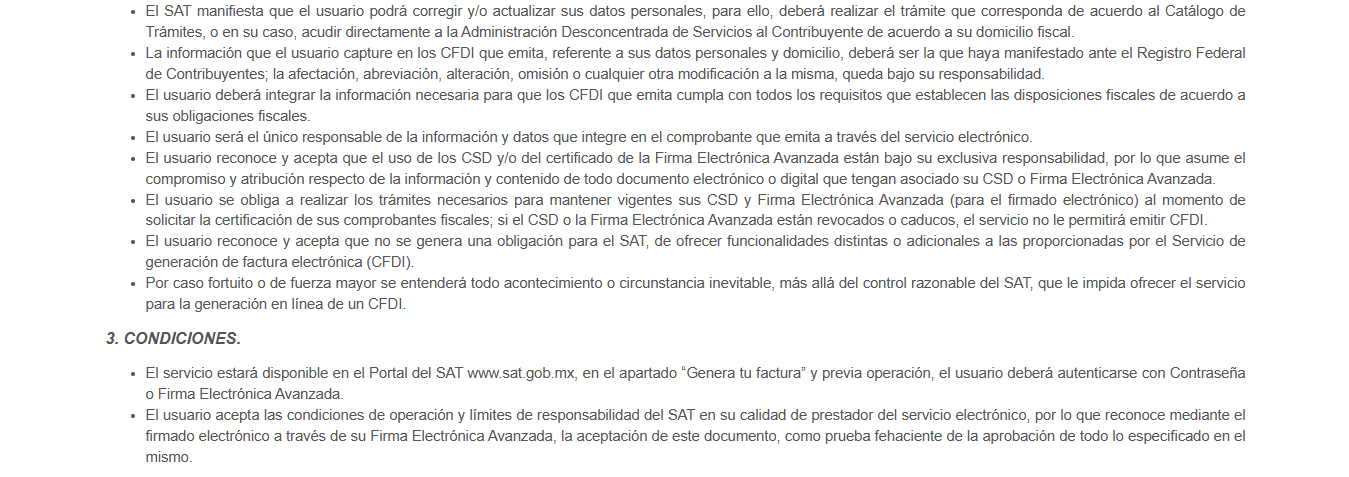 • El SAT manifiesta que el usuario podrá corregir y/o actualizar sus datos personales, para ello, deberá realizar el trámite que corresponda de acuerdo al Catálogo de
Trámites, o en su caso, acudir directamente a la Administración Desconcentrada de Servicios al Contribuyente de acuerdo a su domicilio fiscal.
• La información que el usuario capture en los CFDI que emita, referente a sus datos personales y domicilio, deberá ser la que haya manifestado ante el Registro Federal
de Contribuyentes; la afectación, abreviación, alteración, omisión o cualquier otra modificación a la misma, queda bajo su responsabilidad.
• El usuario deberá integrar la información necesaria para que los CFDI que emita cumpla con todos los requisitos que establecen las disposiciones fiscales de acuerdo a
sus obligaciones fiscales.
• El usuario será el único responsable de la información y datos que integre en el comprobante que emita a través del servicio electrónico.
• El usuario reconoce y acepta que el uso de los CSD y/o del certificado de la Firma Electrónica Avanzada están bajo su exclusiva responsabilidad, por lo que asume el
compromiso y atribución respecto de la información y contenido de todo documento electrónico o digital que tengan asociado su CSD o Firma Electrónica Avanzada.
• El usuario se obliga a realizar los trámites necesarios para mantener vigentes sus CSD y Firma Electrónica Avanzada (para el firmado electrónico) al momento de
solicitar la certificación de sus comprobantes fiscales; si el CSD o la Firma Electrónica Avanzada están revocados o caducos, el servicio no le permitirá emitir CFDI.
• El usuario reconoce y acepta que no se genera una obligación para el SAT, de ofrecer funcionalidades distintas o adicionales a las proporcionadas por el Servicio de
generación de factura electrónica (CFDI).
• Por caso fortuito o de fuerza mayor se entenderá todo acontecimiento o circunstancia inevitable, más allá del control razonable del SAT, que le impida ofrecer el servicio
para la generación en línea de un CFDI.
3. CONDICIONES.
• El servicio estará disponible en el Portal del SAT www.sat.gob.mx, en el apartado “Genera tu factura” y previa operación, el usuario deberá autenticarse con Contraseña
o Firma Electrónica Avanzada.
• El usuario acepta las condiciones de operación y límites de responsabilidad del SAT en su calidad de prestador del servicio electrónico, por lo que reconoce mediante el
firmado electrónico a través de su Firma Electrónica Avanzada, la aceptación de este documento, como prueba fehaciente de la aprobación de todo lo especificado en el
mismo.